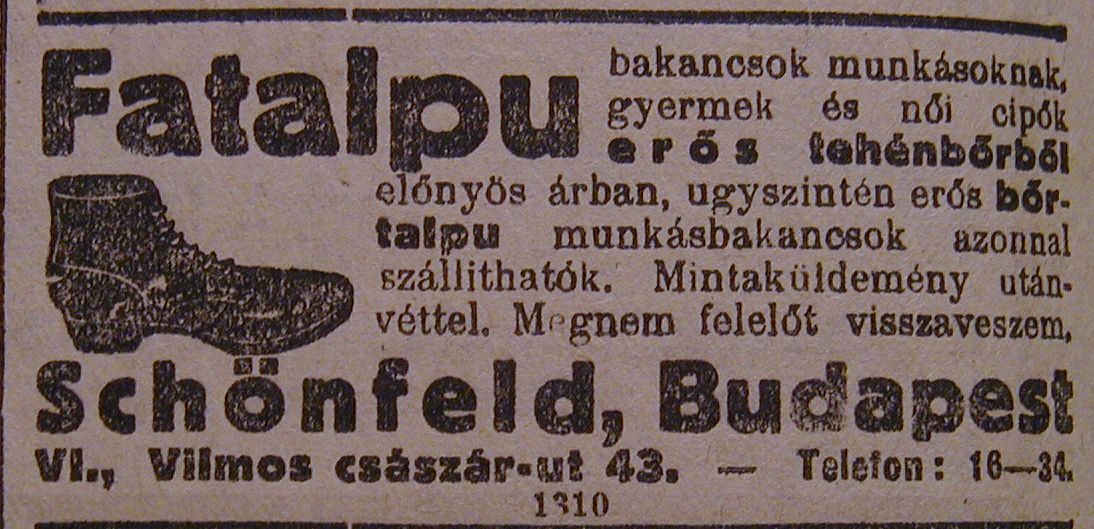 Fatalpu bakancsok munkásoknak,
gyermek és női cipők
erős tehénbőrből
előnyös árban, ugyszintén erős bőr-
talpu munkásbakancsok azonnal
szállithatók. Mintaküldemény után-
véttel. Megnem felelőt visszaveszem,
Schönfeld, Budapest
VI., Vilmos császár-ut 43. — Telefon: 16—34.
1310